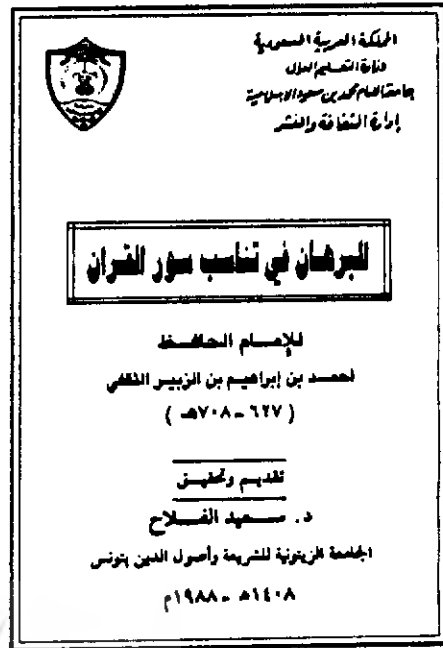 المملكة العربية السعودية
وزارة التعليم العالي
جامعة الإمام محمد بن سعود الإسلامية
إدارة الثقافة والنشر
البرهان في تناسب سور القرآن
للإمام الحافظ
أحمد بن إبراهيم بن الزبير الثقفي
( ٦٢٧ - ٧٠٨هـ )
تقديم وتحقيق
د. سعيد الفلاح
الجامعة الزيتونية للشريعة وأصول الدين بتونس
١٤٠٨هـ - ١٩٨٨م